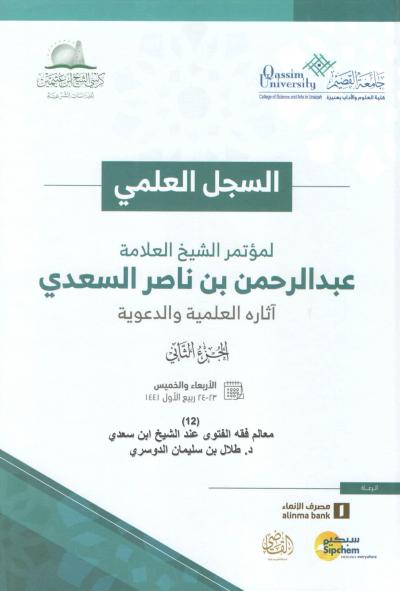 كرسي الشيخ ابن عثيمين
للدراسات الشرعية
Qassim
University
College of Science and Arts in Unaizah
جامعة القصيم
كلية العلوم والآداب بعنيزة
السجل العلمي
لمؤتمر الشيخ العلامة
عبدالرحمن بن ناصر السعدي
آثاره العلمية والدعوية
الجزء الثاني
الأربعاء والخميس
٢٣-٢٤ ربيع الأول ١٤٤١
(12)
معالم فقه الفتوى عند الشيخ ابن سعدي
د. طلال بن سليمان الدوسري
الرعاة
مصرف الإنماء
alinma bank
القاضي
سبكيم
Sipchem